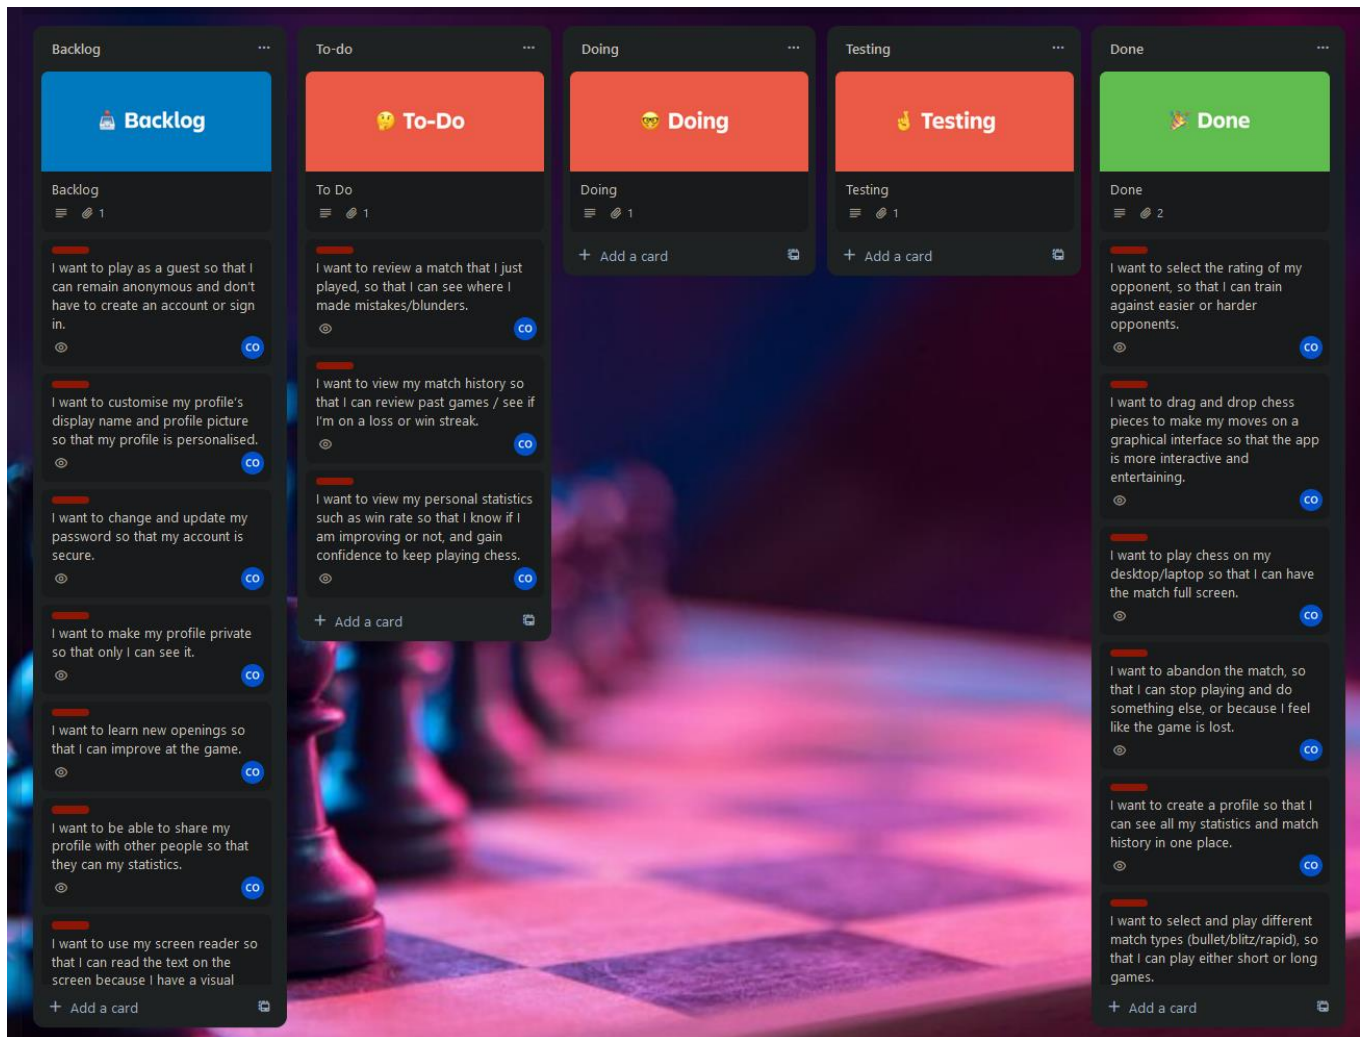 Backlog
Backlog
Backlog
1
I want to play as a guest so that I
can remain anonymous and don't
have to create an account or sign
in.
CO
I want to customise my profile's
display name and profile picture
so that my profile is personalised.
CO
I want to change and update my
password so that my account is
secure.
CO
I want to make my profile private
so that only I can see it.
CO
I want to learn new openings so
that I can improve at the game.
CO
I want to be able to share my
profile with other people so that
they can my statistics.
CO
I want to use my screen reader so
that I can read the text on the
screen because I have a visual
+ Add a card
To-do
To-Do
To Do
1
I want to review a match that I just
played, so that I can see where I
made mistakes/blunders.
CO
I want to view my match history so
that I can review past games / see if
I'm on a loss or win streak.
CO
I want to view my personal statistics
such as win rate so that I know if I
am improving or not, and gain
confidence to keep playing chess.
CO
+ Add a card
Doing
Doing
Doing
1
+ Add a card
Testing
Testing
Testing
1
+ Add a card
Done
Done
Done
2
I want to select the rating of my
opponent, so that I can train
against easier or harder
opponents.
CO
I want to drag and drop chess
pieces to make my moves on a
graphical interface so that the app
is more interactive and
entertaining.
CO
I want to play chess on my
desktop/laptop so that I can have
the match full screen.
CO
I want to abandon the match, so
that I can stop playing and do
something else, or because I feel
like the game is lost.
CO
I want to create a profile so that I
can see all my statistics and match
history in one place.
CO
I want to select and play different
match types (bullet/blitz/rapid), so
that I can play either short or long
games.
+ Add a card